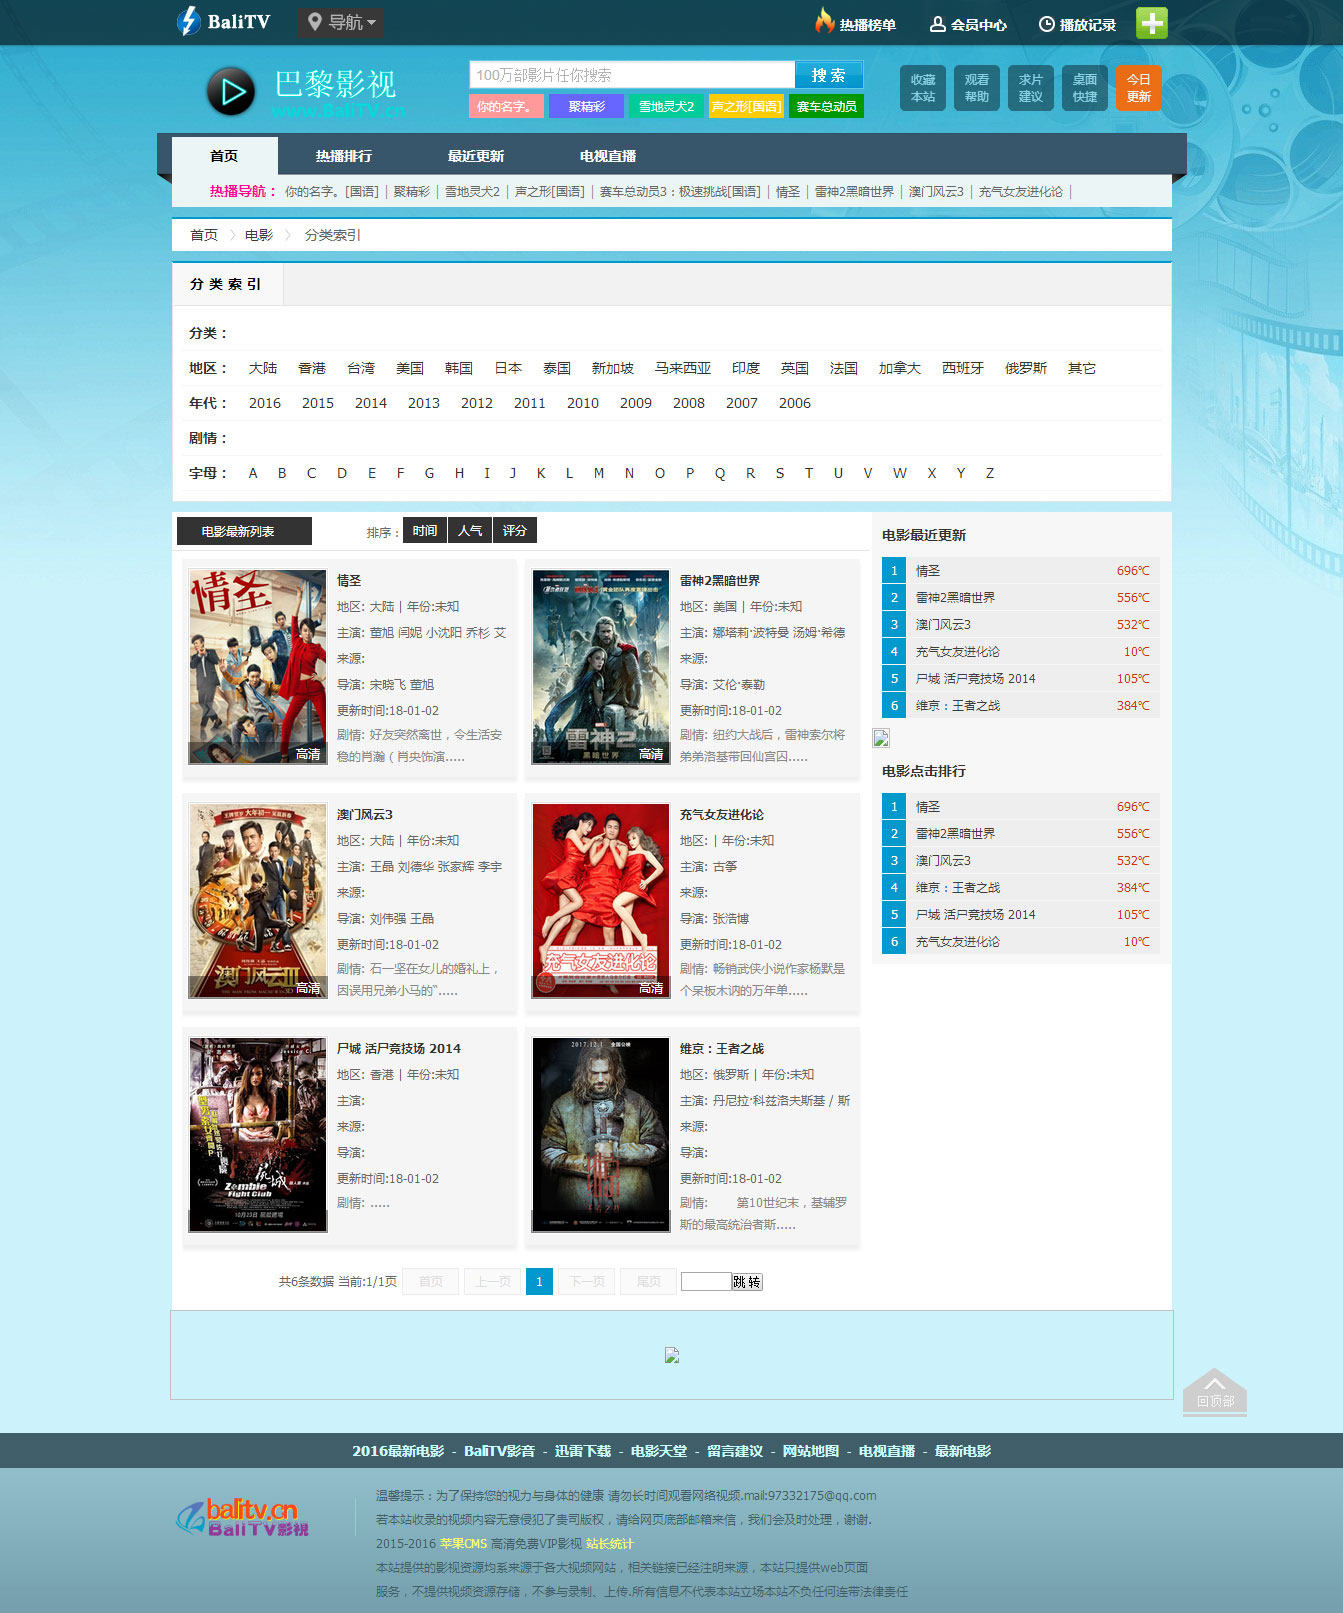 BaliTV 导航 热播榜单 会员中心 播放记录
巴黎影视
www.BaliTV.cn
100万部影片任你搜索 搜 索
你的名字。 聚精彩 雪地灵犬2 声之形[国语] 赛车总动员
收藏本站 观看帮助 求片建议 桌面快捷 今日更新
首页 热播排行 最近更新 电视直播
热播导航: 你的名字。[国语] | 聚精彩 | 雪地灵犬2 | 声之形[国语] | 赛车总动员3:极速挑战[国语] | 情圣 | 雷神2黑暗世界 | 澳门风云3 | 充气女友进化论 |
首页 电影 分类索引
分 类 索 引
分类:
地区: 大陆 香港 台湾 美国 韩国 日本 泰国 新加坡 马来西亚 印度 英国 法国 加拿大 西班牙 俄罗斯 其它
年代: 2016 2015 2014 2013 2012 2011 2010 2009 2008 2007 2006
剧情:
字母: A B C D E F G H I J K L M N O P Q R S T U V W X Y Z
电影最新列表 排序: 时间 人气 评分
情圣
高清
情圣
地区: 大陆 | 年份:未知
主演: 董旭 闫妮 小沈阳 乔杉 艾
来源:
导演: 宋晓飞 董旭
更新时间:18-01-02
剧情: 好友突然离世，令生活安
稳的肖瀚（肖央饰演.....
雷神2
黑暗世界
高清
雷神2黑暗世界
地区: 美国 | 年份:未知
主演: 娜塔莉·波特曼 汤姆·希德
来源:
导演: 艾伦·泰勒
更新时间:18-01-02
剧情: 纽约大战后，雷神索尔将
弟弟洛基带回仙宫囚.....
澳门风云III
高清
澳门风云3
地区: 大陆 | 年份:未知
主演: 王晶 刘德华 张家辉 李宇
来源:
导演: 刘伟强 王晶
更新时间:18-01-02
剧情: 石一坚在女儿的婚礼上，
因误用兄弟小马的“.....
充气女友进化论
高清
充气女友进化论
地区: | 年份:未知
主演: 古筝
来源:
导演: 张浩博
更新时间:18-01-02
剧情: 畅销武侠小说作家杨默是
个呆板木讷的万年单.....
Jessica C.
尸城
Zombie
Fight Club
10月23日
尸城 活尸竞技场 2014
地区: 香港 | 年份:未知
主演:
来源:
导演:
更新时间:18-01-02
剧情: .....
2017.12.1 全国公映
维京：王者之战
地区: 俄罗斯 | 年份:未知
主演: 丹尼拉·科兹洛夫斯基 / 斯
来源:
导演:
更新时间:18-01-02
剧情: 第10世纪末，基辅罗
斯的最高统治者斯.....
共6条数据 当前:1/1页 首页 上一页 1 下一页 尾页 跳 转
电影最近更新
1 情圣 696℃
2 雷神2黑暗世界 556℃
3 澳门风云3 532℃
4 充气女友进化论 10℃
5 尸城 活尸竞技场 2014 105℃
6 维京：王者之战 384℃
电影点击排行
1 情圣 696℃
2 雷神2黑暗世界 556℃
3 澳门风云3 532℃
4 维京：王者之战 384℃
5 尸城 活尸竞技场 2014 105℃
6 充气女友进化论 10℃
回顶部
2016最新电影 - BaliTV影音 - 迅雷下载 - 电影天堂 - 留言建议 - 网站地图 - 电视直播 - 最新电影
balitv.cn
BaliTV影视
温馨提示：为了保持您的视力与身体的健康 请勿长时间观看网络视频.mail:97332175@qq.com
若本站收录的视频内容无意侵犯了贵司版权，请给网页底部邮箱来信，我们会及时处理，谢谢.
2015-2016 苹果CMS 高清免费VIP影视 站长统计
本站提供的影视资源均系来源于各大视频网站，相关链接已经注明来源，本站只提供web页面
服务，不提供视频资源存储，不参与录制、上传.所有信息不代表本站立场本站不负任何连带法律责任